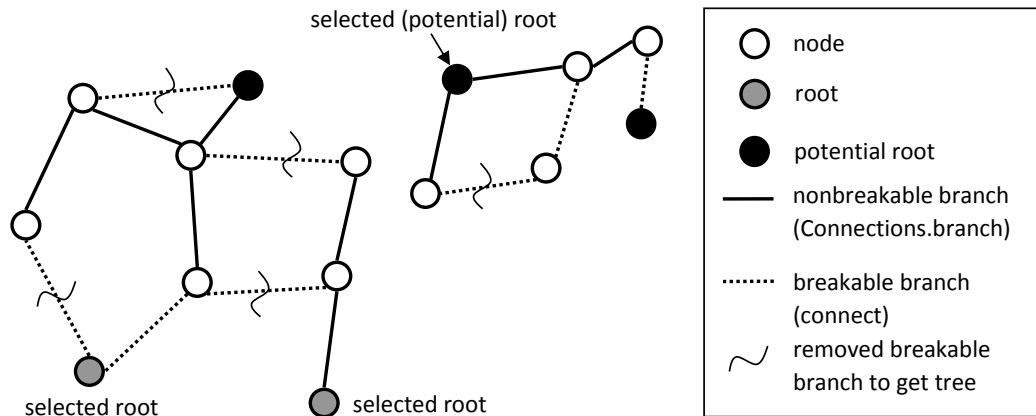 selected (potential) root
selected root
selected root
node
root
potential root
nonbreakable branch
(Connections.branch)
breakable branch
(connect)
removed breakable
branch to get tree